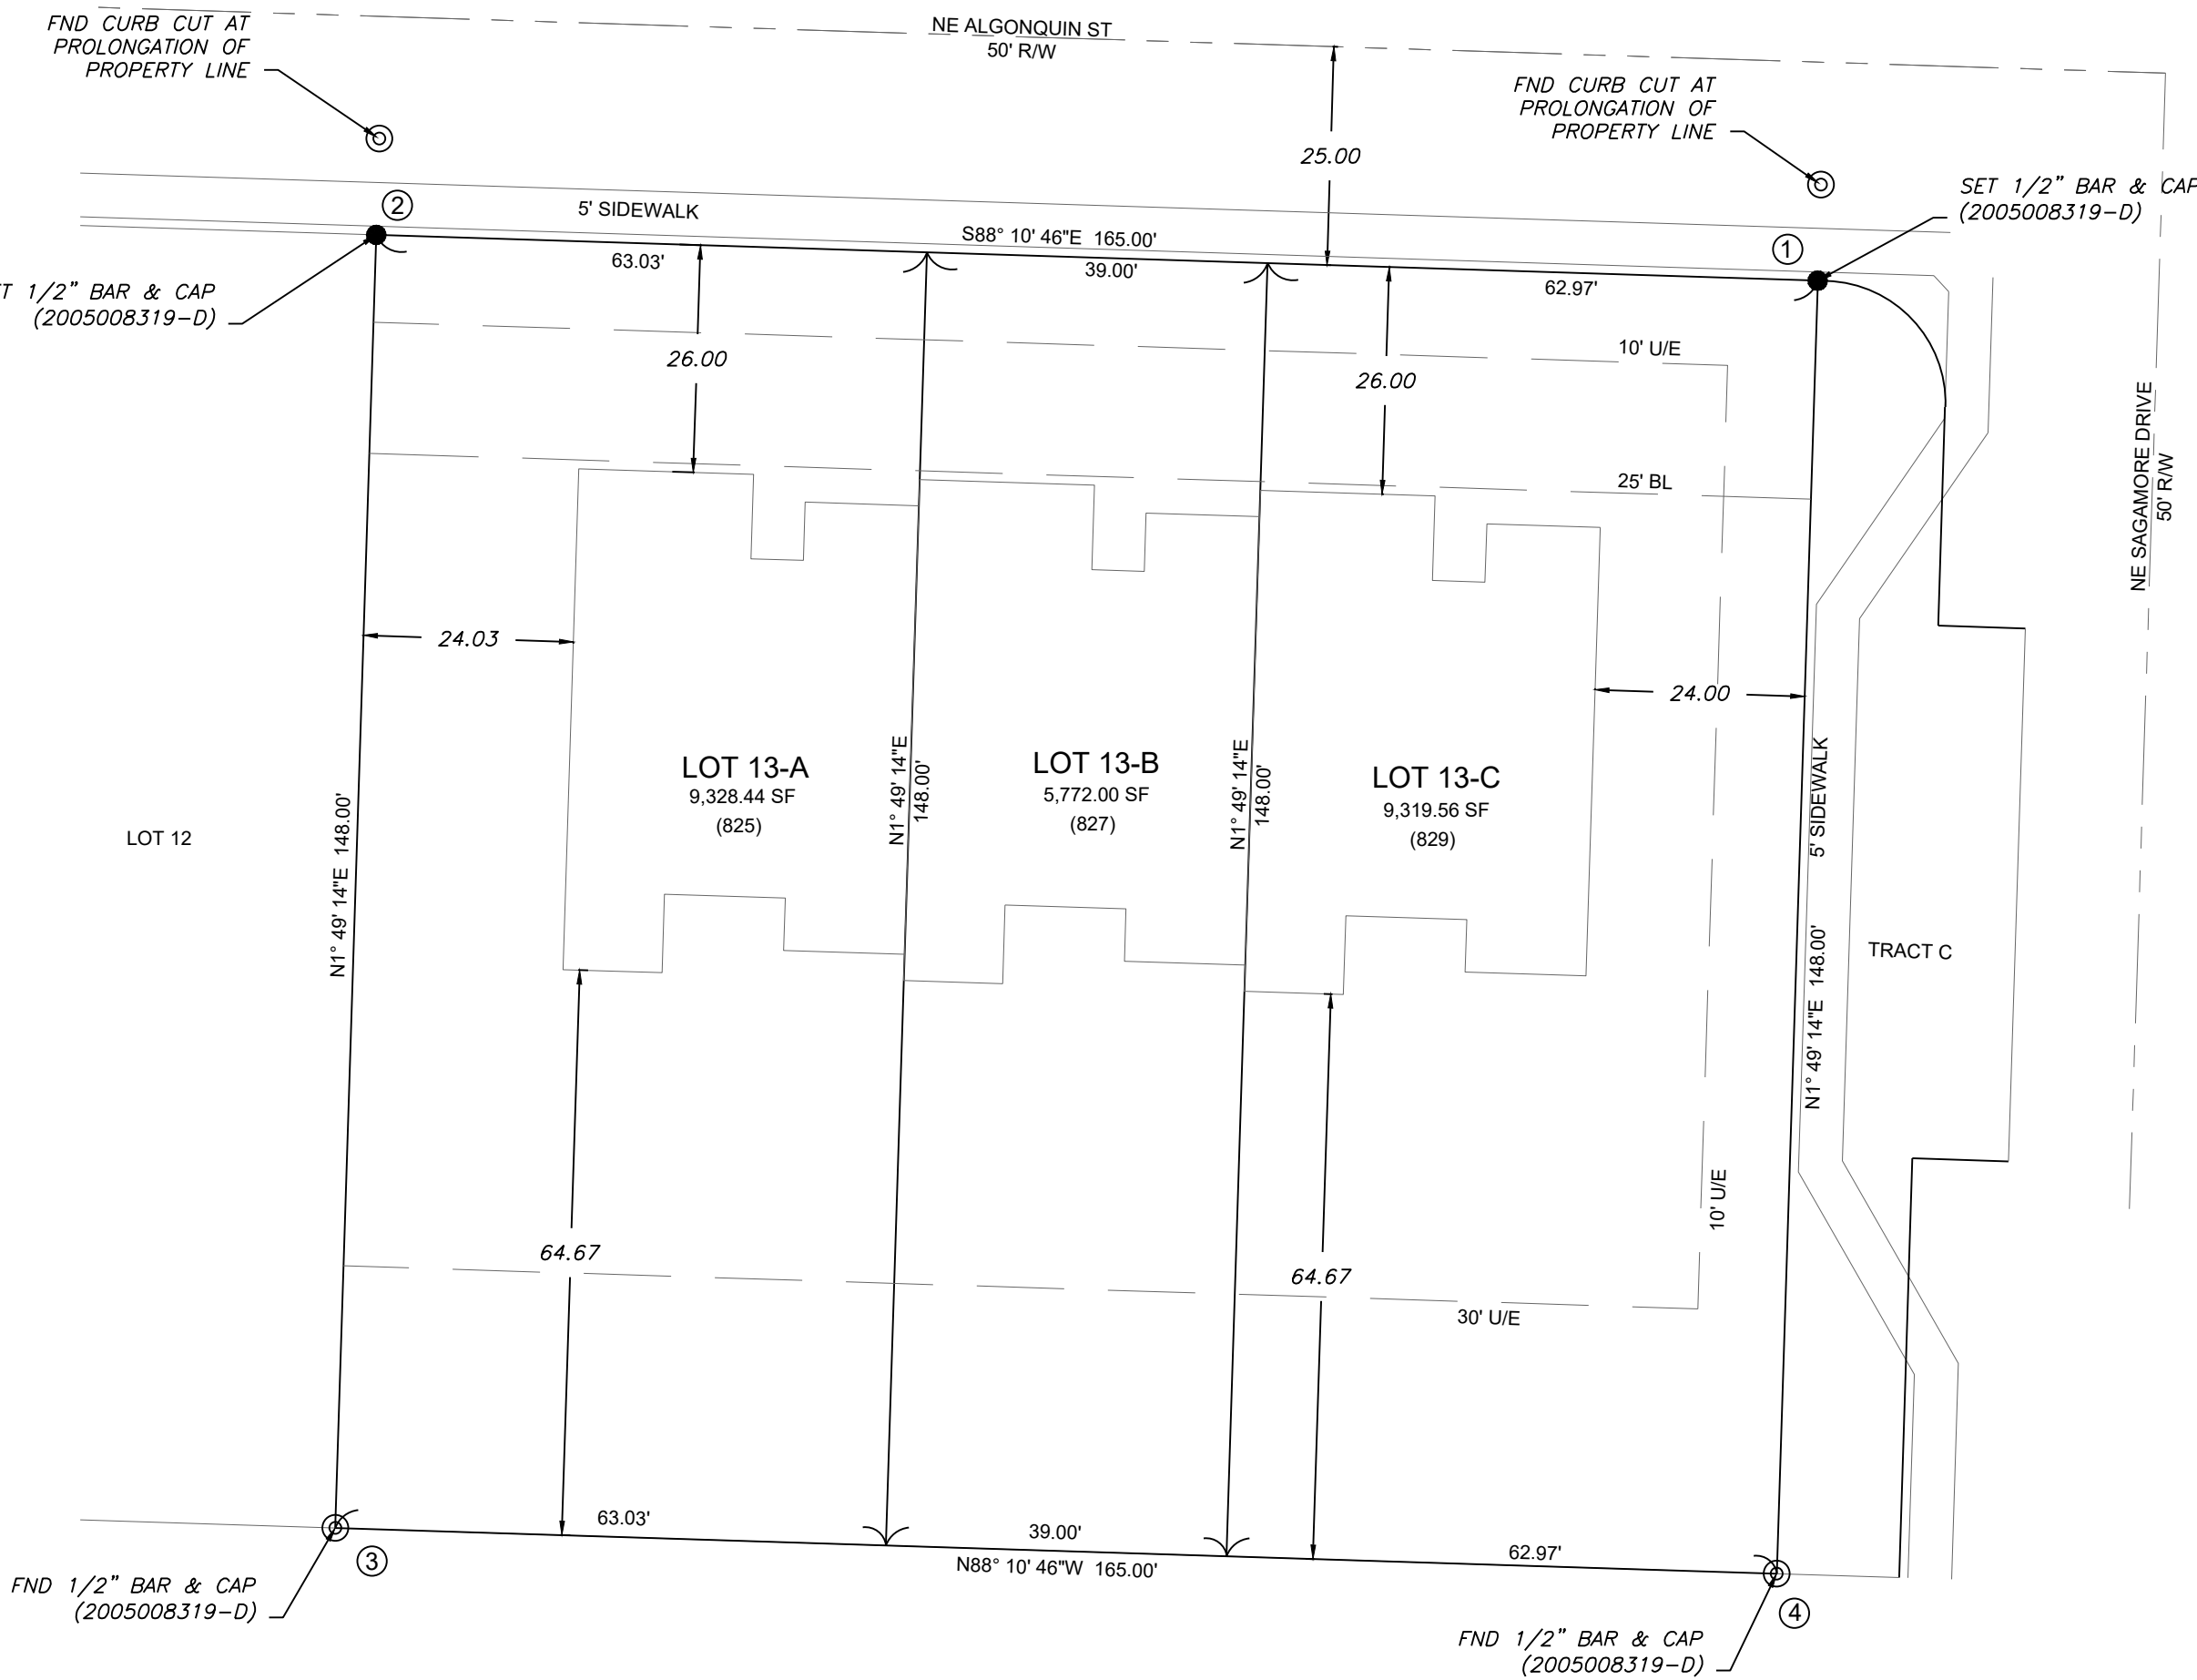 NE ALGONQUIN ST
50' R/W
FND CURB CUT AT
PROLONGATION OF
PROPERTY LINE
FND CURB CUT AT
PROLONGATION OF
PROPERTY LINE
25.00
SET 1/2" BAR & CAP
(2005008319-D)
2
5' SIDEWALK
S88° 10' 46"E 165.00'
1
63.03'
39.00'
62.97'
1/2" BAR & CAP
(2005008319-D)
26.00
26.00
10' U/E
25' BL
NE SAGAMORE DRIVE
50' R/W
24.03
24.00
LOT 13-A
9,328.44 SF
(825)
LOT 13-B
5,772.00 SF
(827)
LOT 13-C
9,319.56 SF
(829)
N1° 49' 14"E 148.00'
N1° 49' 14"E
148.00'
N1° 49' 14"E
148.00'
5' SIDEWALK
N1° 49' 14"E 148.00'
LOT 12
TRACT C
10' U/E
64.67
64.67
30' U/E
63.03'
39.00'
62.97'
N88° 10' 46"W 165.00'
3
FND 1/2" BAR & CAP
(2005008319-D)
4
FND 1/2" BAR & CAP
(2005008319-D)